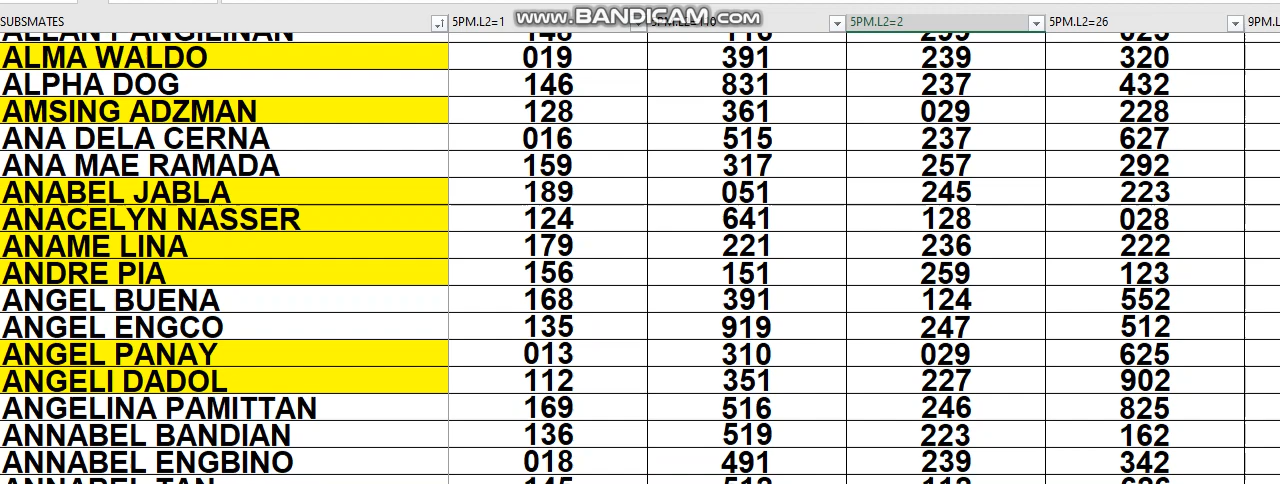 www.BANDICAM.com
SUBSMATES 5PM.L2=1 5PM.L2=2 5PM.L2=26
ALLAN PANGILINAN
ALMA WALDO 019 391 239 320
ALPHA DOG 146 831 237 432
AMSING ADZMAN 128 361 029 228
ANA DELA CERNA 016 515 237 627
ANA MAE RAMADA 159 317 257 292
ANABEL JABLA 189 051 245 223
ANACELYN NASSER 124 641 128 028
ANAME LINA 179 221 236 222
ANDRE PIA 156 151 259 123
ANGEL BUENA 168 391 124 552
ANGEL ENGCO 135 919 247 512
ANGEL PANAY 013 310 029 625
ANGELI DADOL 112 351 227 902
ANGELINA PAMITTAN 169 516 246 825
ANNABEL BANDIAN 136 519 223 162
ANNABEL ENGBINO 018 491 239 342
ANNABEL TAN